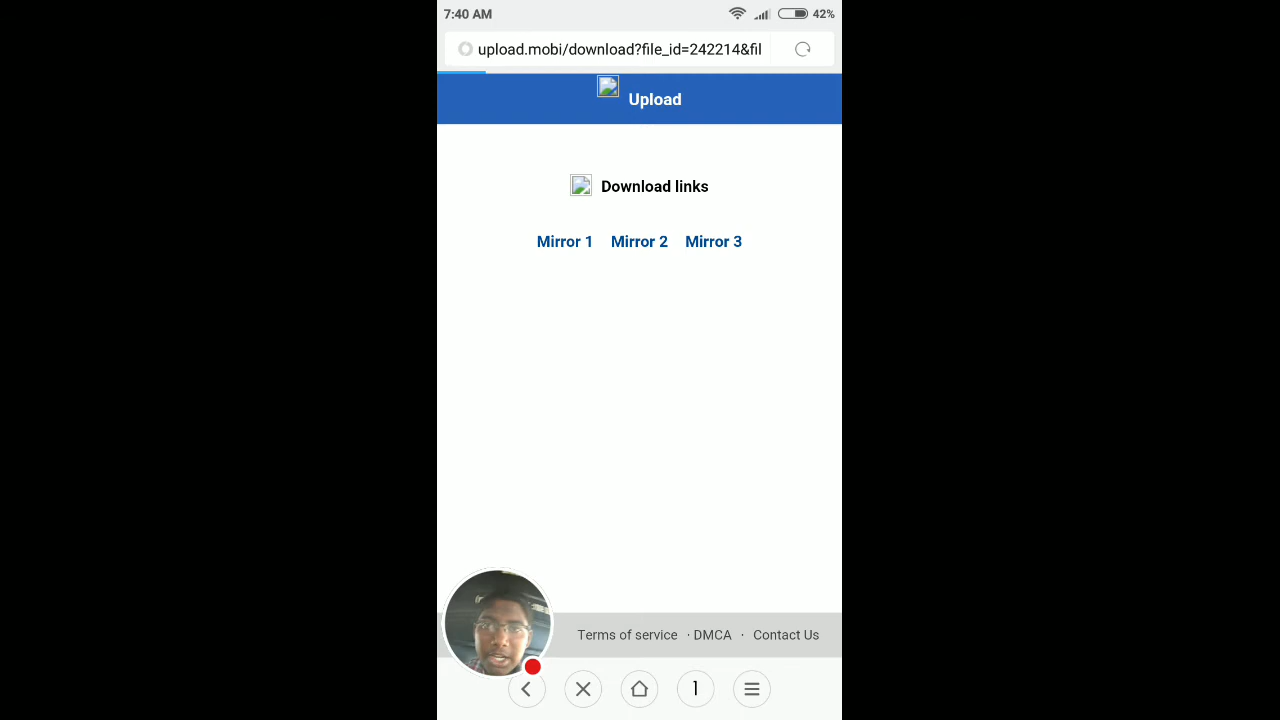 7:40 AM 42%
upload.mobi/download?file_id=242214&fil
Upload
Download links
Mirror 1 Mirror 2 Mirror 3
Terms of service · DMCA · Contact Us
1